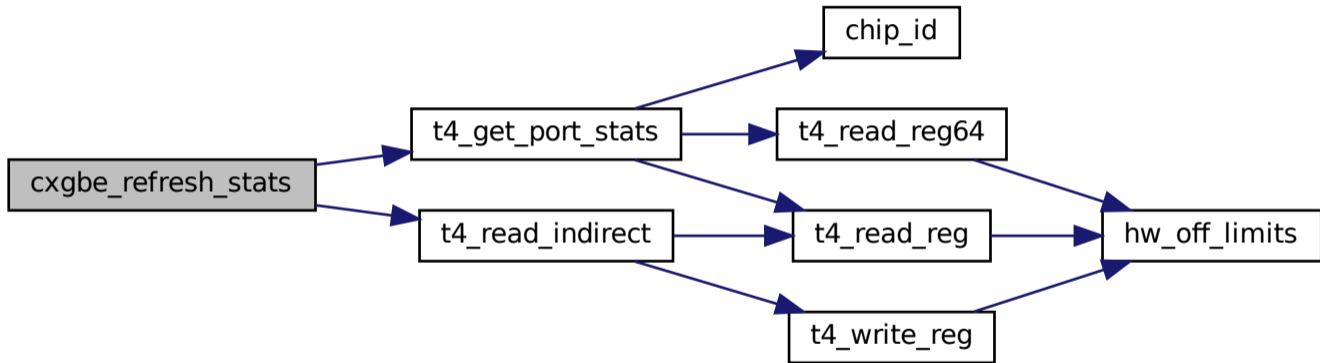 chip_id
t4_get_port_stats
t4_read_reg64
cxgbe_refresh_stats
t4_read_indirect
t4_read_reg
hw_off_limits
t4_write_reg